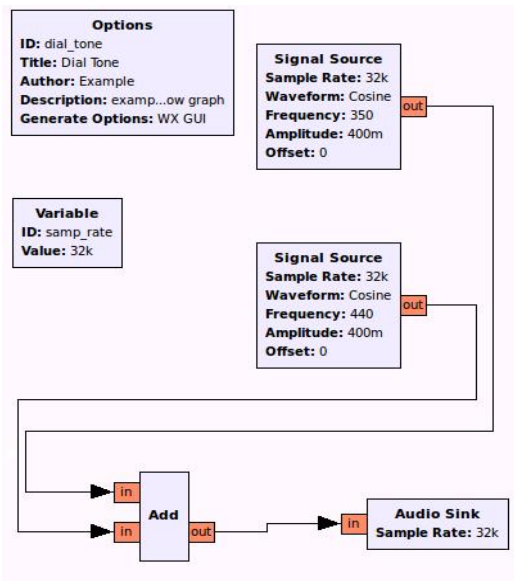 Options
ID: dial_tone
Title: Dial Tone
Author: Example
Description: examp...ow graph
Generate Options: WX GUI
Signal Source
Sample Rate: 32k
Waveform: Cosine
Frequency: 350
Amplitude: 400m
Offset: 0
out
Variable
ID: samp_rate
Value: 32k
Signal Source
Sample Rate: 32k
Waveform: Cosine
Frequency: 440
Amplitude: 400m
Offset: 0
out
in
in
Add
out
in
Audio Sink
Sample Rate: 32k